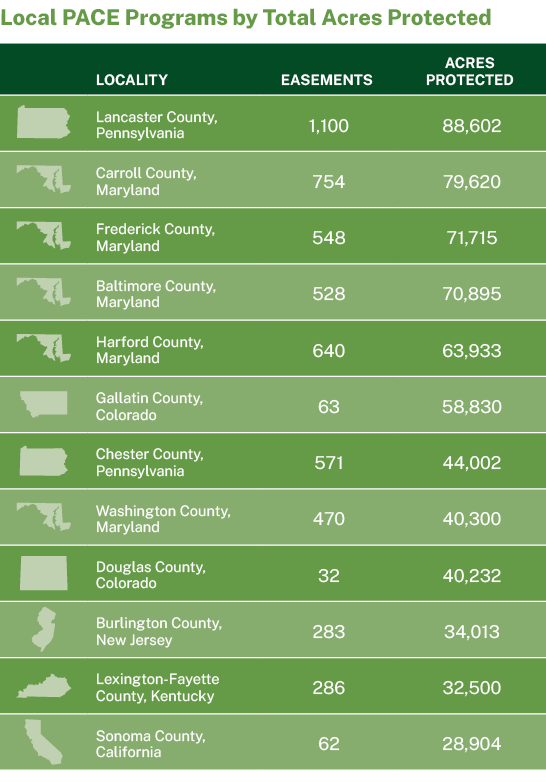 Local PACE Programs by Total Acres Protected
LOCALITY EASEMENTS ACRES PROTECTED
Lancaster County,
Pennsylvania 1,100 88,602
Carroll County,
Maryland 754 79,620
Frederick County,
Maryland 548 71,715
Baltimore County,
Maryland 528 70,895
Harford County,
Maryland 640 63,933
Gallatin County,
Colorado 63 58,830
Chester County,
Pennsylvania 571 44,002
Washington County,
Maryland 470 40,300
Douglas County,
Colorado 32 40,232
Burlington County,
New Jersey 283 34,013
Lexington-Fayette
County, Kentucky 286 32,500
Sonoma County,
California 62 28,904